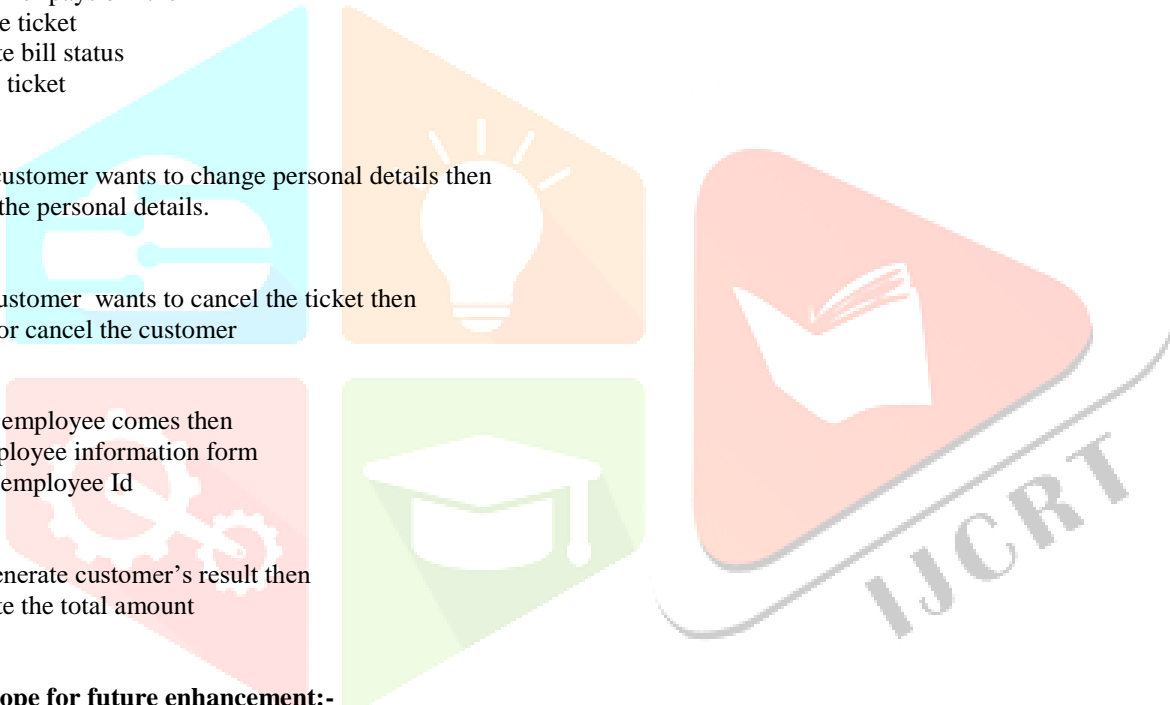 e ticket
te bill status
ticket
customer wants to change personal details then
the personal details.
ustomer wants to cancel the ticket then
or cancel the customer
employee comes then
ployee information form
employee Id
enerate customer's result then
te the total amount
ope for future enhancement:-
IJCRT